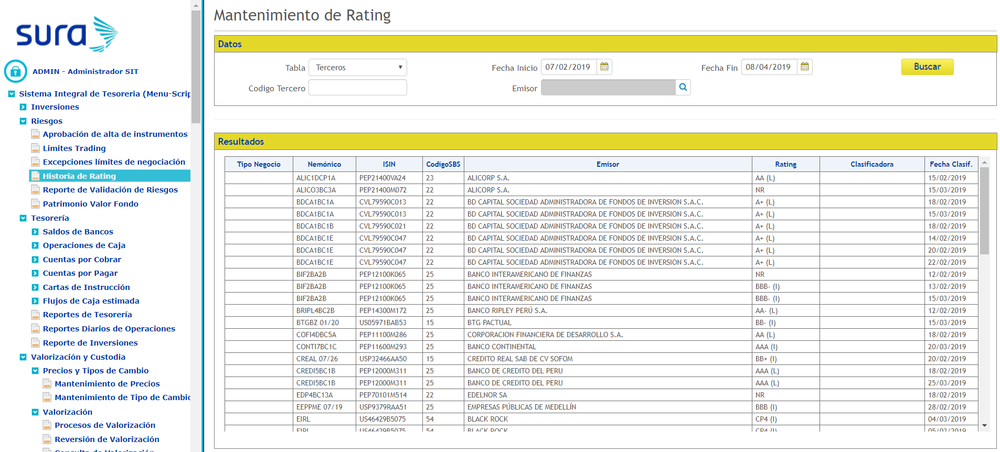 sura
ADMIN - Administrador SIT
Sistema Integral de Tesoreria (Menu-Scrip
Inversiones
Riesgos
Aprobación de alta de instrumentos
Limites Trading
Excepciones límites de negociación
Historia de Rating
Reporte de Validación de Riesgos
Patrimonio Valor Fondo
Tesorería
Saldos de Bancos
Operaciones de Caja
Cuentas por Cobrar
Cuentas por Pagar
Cartas de Instrucción
Flujos de Caja estimada
Reportes de Tesorería
Reportes Diarios de Operaciones
Reporte de Inversiones
Valorización y Custodia
Precios y Tipos de Cambio
Mantenimiento de Precios
Mantenimiento de Tipo de Cambio
Valorización
Procesos de Valorización
Reversión de Valorización
Consulta de Valorización
Mantenimiento de Rating
Datos
Tabla Terceros Fecha Inicio 07/02/2019 Fecha Fin 08/04/2019 Buscar
Codigo Tercero Emisor
Resultados
Tipo Negocio Nemónico ISIN CodigoSBS Emisor Rating Clasificadora Fecha Clasif.
ALIC1DCP1A PEP21400VA24 23 ALICORP S.A. AA (L) 15/02/2019
ALICO3BC3A PEP21400M072 22 ALICORP S.A. NR 15/03/2019
BDCA1BC1A CVL79590C013 22 BD CAPITAL SOCIEDAD ADMINISTRADORA DE FONDOS DE INVERSION S.A.C. A+ (L) 18/02/2019
BDCA1BC1A CVL79590C013 22 BD CAPITAL SOCIEDAD ADMINISTRADORA DE FONDOS DE INVERSION S.A.C. A+ (L) 15/03/2019
BDCA1BC1B CVL79590C021 22 BD CAPITAL SOCIEDAD ADMINISTRADORA DE FONDOS DE INVERSION S.A.C. A+ (L) 18/02/2019
BDCA1BC1E CVL79590C047 22 BD CAPITAL SOCIEDAD ADMINISTRADORA DE FONDOS DE INVERSION S.A.C. A+ (L) 14/02/2019
BDCA1BC1E CVL79590C047 22 BD CAPITAL SOCIEDAD ADMINISTRADORA DE FONDOS DE INVERSION S.A.C. A+ (L) 20/02/2019
BDCA1BC1E CVL79590C047 22 BD CAPITAL SOCIEDAD ADMINISTRADORA DE FONDOS DE INVERSION S.A.C. A+ (L) 22/02/2019
BIF2BA2B PEP12100K065 25 BANCO INTERAMERICANO DE FINANZAS NR 12/02/2019
BIF2BA2B PEP12100K065 25 BANCO INTERAMERICANO DE FINANZAS BBB- (I) 13/02/2019
BIF2BA2B PEP12100K065 25 BANCO INTERAMERICANO DE FINANZAS BBB- (I) 15/03/2019
BRIPL4BC2B PEP14300M172 25 BANCO RIPLEY PERÚ S.A. AA- (L) 12/02/2019
BTGBZ 01/20 US05971BAB53 15 BTG PACTUAL BB- (I) 15/03/2019
COFI4DBC5A PEP11100M286 25 CORPORACION FINANCIERA DE DESARROLLO S.A. AA (L) 18/02/2019
CONTI7BC1C PEP11600M293 25 BANCO CONTINENTAL AAA (I) 20/03/2019
CREAL 07/26 USP32466AA50 15 CREDITO REAL SAB DE CV SOFOM BB+ (I) 20/02/2019
CREDI5BC1B PEP12000M311 25 BANCO DE CREDITO DEL PERU AAA (L) 18/02/2019
CREDI5BC1B PEP12000M311 25 BANCO DE CREDITO DEL PERU AAA (L) 25/03/2019
EDP4BC13A PEP70101M514 22 EDELNOR SA NR 18/02/2019
EEPPME 07/19 USP9379RAA51 25 EMPRESAS PÚBLICAS DE MEDELLÍN BBB (I) 28/02/2019
EIRL US46429B5075 54 BLACK ROCK CP4 (I) 04/03/2019
EIRL US46429B5075 54 BLACK ROCK CP4 (I) 05/03/2019